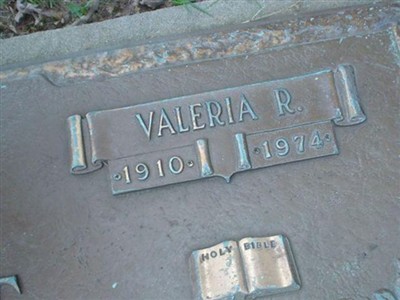 VALERIA R.
1910 1974
HOLY BIBLE